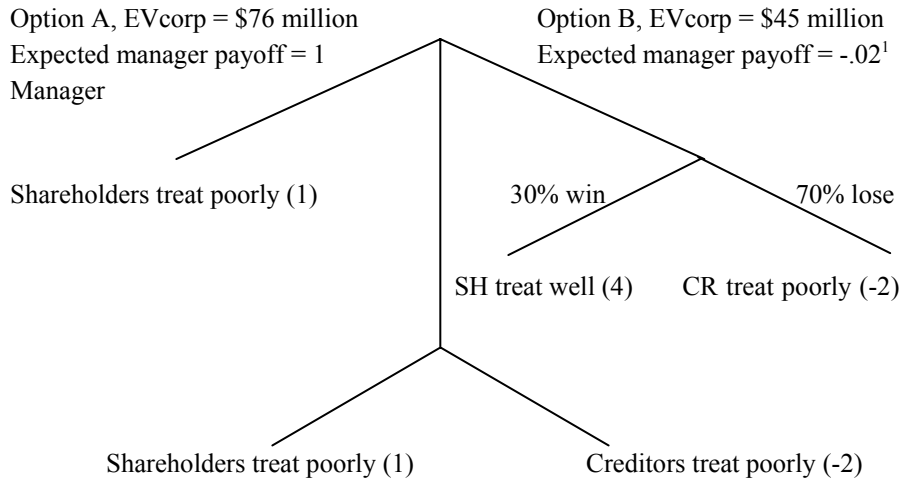 Option A, EVcorp = $76 million
Expected manager payoff = 1
Manager
Option B, EVcorp = $45 million
Expected manager payoff = -.02¹
Shareholders treat poorly (1)
30% win
70% lose
SH treat well (4)
CR treat poorly (-2)
Shareholders treat poorly (1)
Creditors treat poorly (-2)